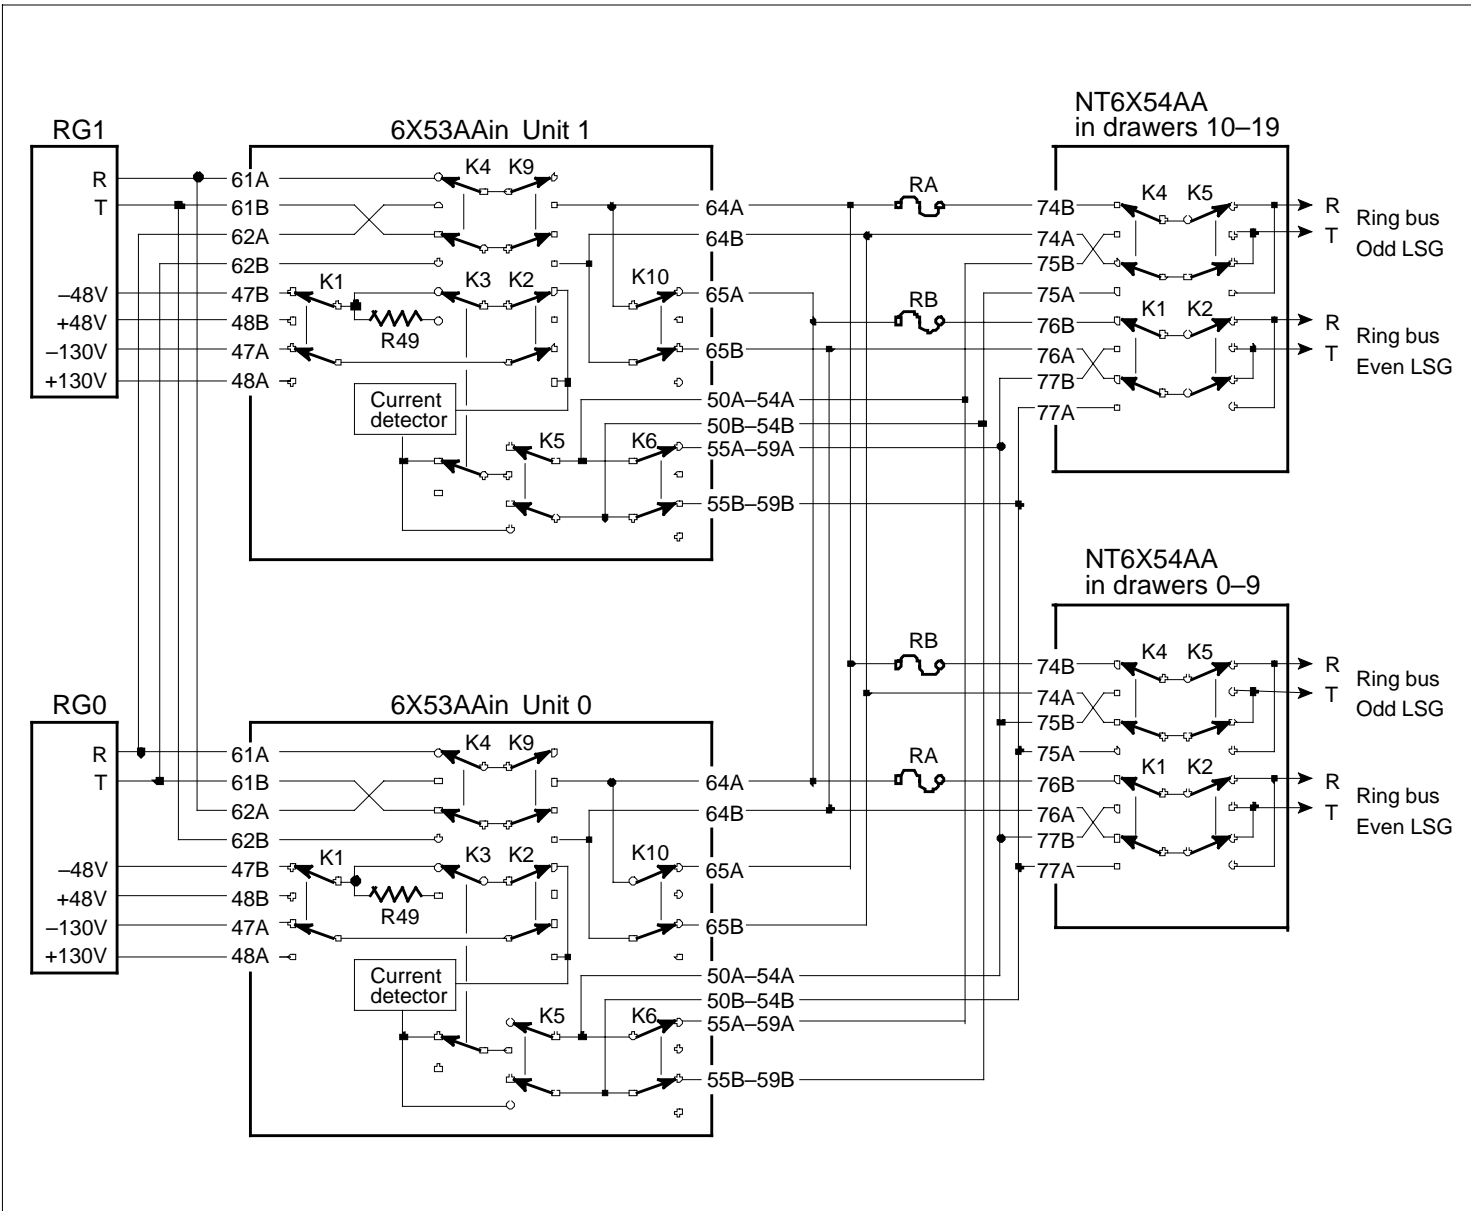 NT6X54AA
in drawers 10–19
RG1
6X53AAin Unit 1
R
T
–48V
+48V
–130V
+130V
61A
61B
62A
62B
47B
48B
47A
48A
K4
K9
K1
K3
K2
K10
R49
Current
detector
K5
K6
64A
64B
65A
65B
50A–54A
50B–54B
55A–59A
55B–59B
RA
RB
74B
74A
75B
75A
76B
76A
77B
77A
K4
K5
K1
K2
R
T
Ring bus
Odd LSG
R
T
Ring bus
Even LSG
NT6X54AA
in drawers 0–9
RG0
6X53AAin Unit 0
R
T
–48V
+48V
–130V
+130V
61A
61B
62A
62B
47B
48B
47A
48A
K4
K9
K1
K3
K2
K10
R49
Current
detector
K5
K6
64A
64B
65A
65B
50A–54A
50B–54B
55A–59A
55B–59B
RB
RA
74B
74A
75B
75A
76B
76A
77B
77A
K4
K5
K1
K2
R
T
Ring bus
Odd LSG
R
T
Ring bus
Even LSG